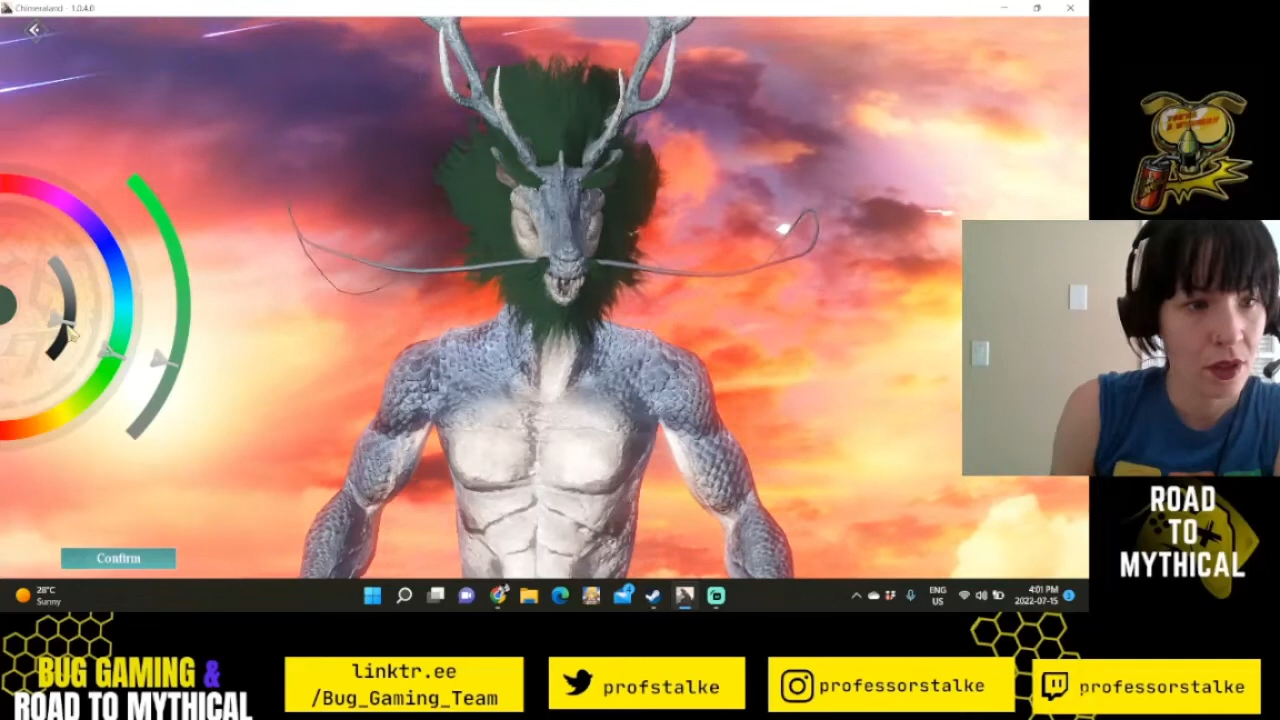 Chimeraland - 1.0.4.0
Confirm
28°C
Sunny
ENG
US
4:01 PM
2022-07-15
1
ROAD
TO
MYTHICAL
BUG GAMING &
ROAD TO MYTHICAL
linktr.ee
/Bug_Gaming_Team
profstalke
professorstalke
professorstalke